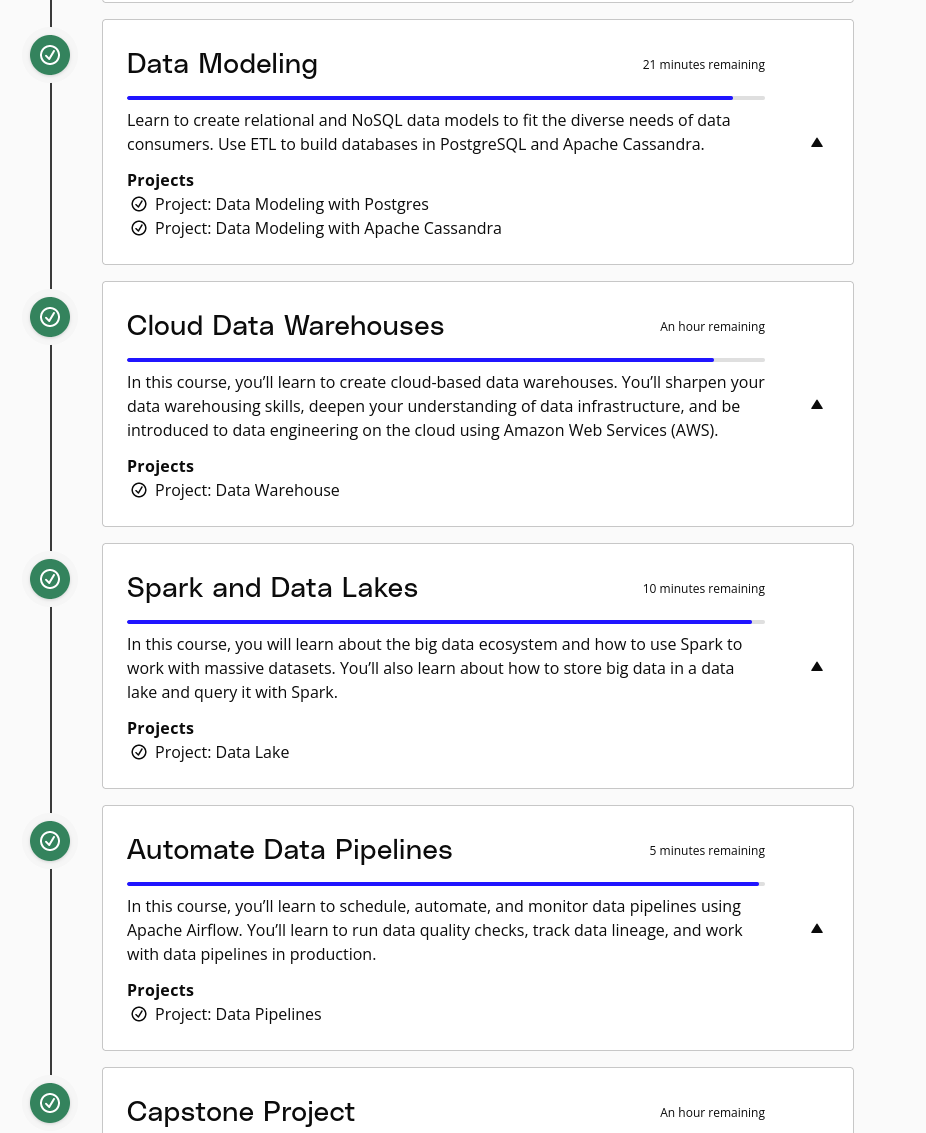 Data Modeling
21 minutes remaining
Learn to create relational and NoSQL data models to fit the diverse needs of data
consumers. Use ETL to build databases in PostgreSQL and Apache Cassandra.
Projects
Project: Data Modeling with Postgres
Project: Data Modeling with Apache Cassandra
Cloud Data Warehouses
An hour remaining
In this course, you’ll learn to create cloud-based data warehouses. You’ll sharpen your
data warehousing skills, deepen your understanding of data infrastructure, and be
introduced to data engineering on the cloud using Amazon Web Services (AWS).
Projects
Project: Data Warehouse
Spark and Data Lakes
10 minutes remaining
In this course, you will learn about the big data ecosystem and how to use Spark to
work with massive datasets. You’ll also learn about how to store big data in a data
lake and query it with Spark.
Projects
Project: Data Lake
Automate Data Pipelines
5 minutes remaining
In this course, you’ll learn to schedule, automate, and monitor data pipelines using
Apache Airflow. You’ll learn to run data quality checks, track data lineage, and work
with data pipelines in production.
Projects
Project: Data Pipelines
Capstone Project
An hour remaining